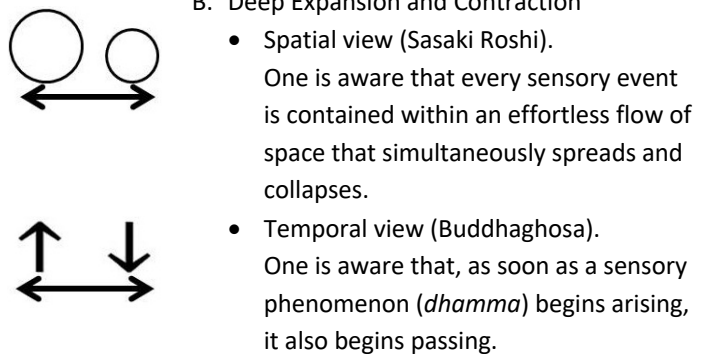 B. Deep Expansion and Contraction
• Spatial view (Sasaki Roshi).
One is aware that every sensory event
is contained within an effortless flow of
space that simultaneously spreads and
collapses.
• Temporal view (Buddhaghosa).
One is aware that, as soon as a sensory
phenomenon (dhamma) begins arising,
it also begins passing.